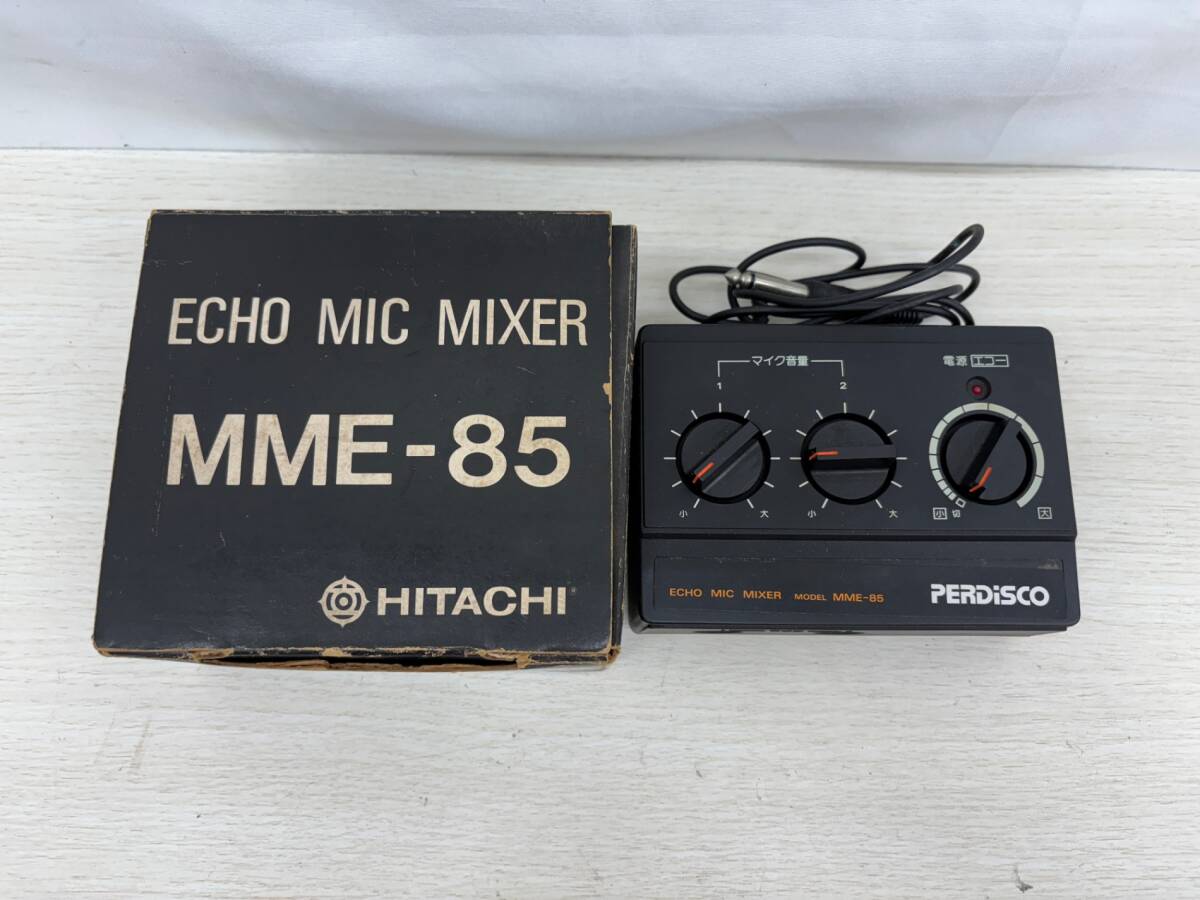 ECHO MIC MIXER
MME-85
HITACHI
マイク音量
1 2
電源 エコー
小 大 小 大 小 切 大
ECHO MIC MIXER MODEL MME-85 PERDiSCO